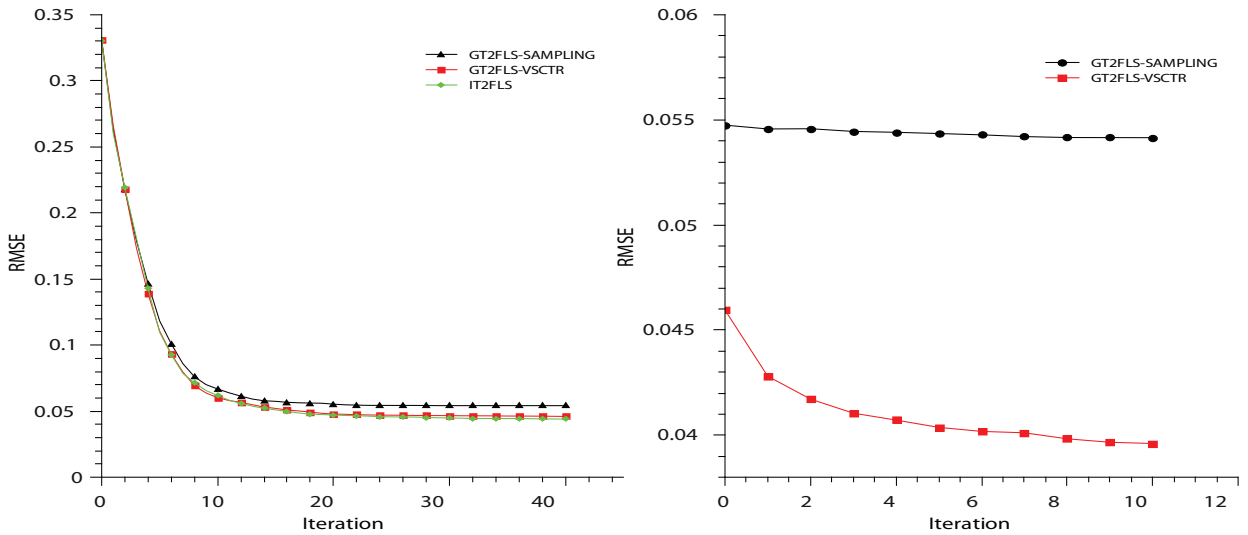 0.35
0.3
0.25
0.2
0.15
0.1
0.05
0
RMSE
0
10
20
30
40
Iteration
GT2FLS-SAMPLING
GT2FLS-VSCTR
IT2FLS
0.06
0.055
0.05
0.045
0.04
RMSE
0
2
4
6
8
10
12
Iteration
GT2FLS-SAMPLING
GT2FLS-VSCTR